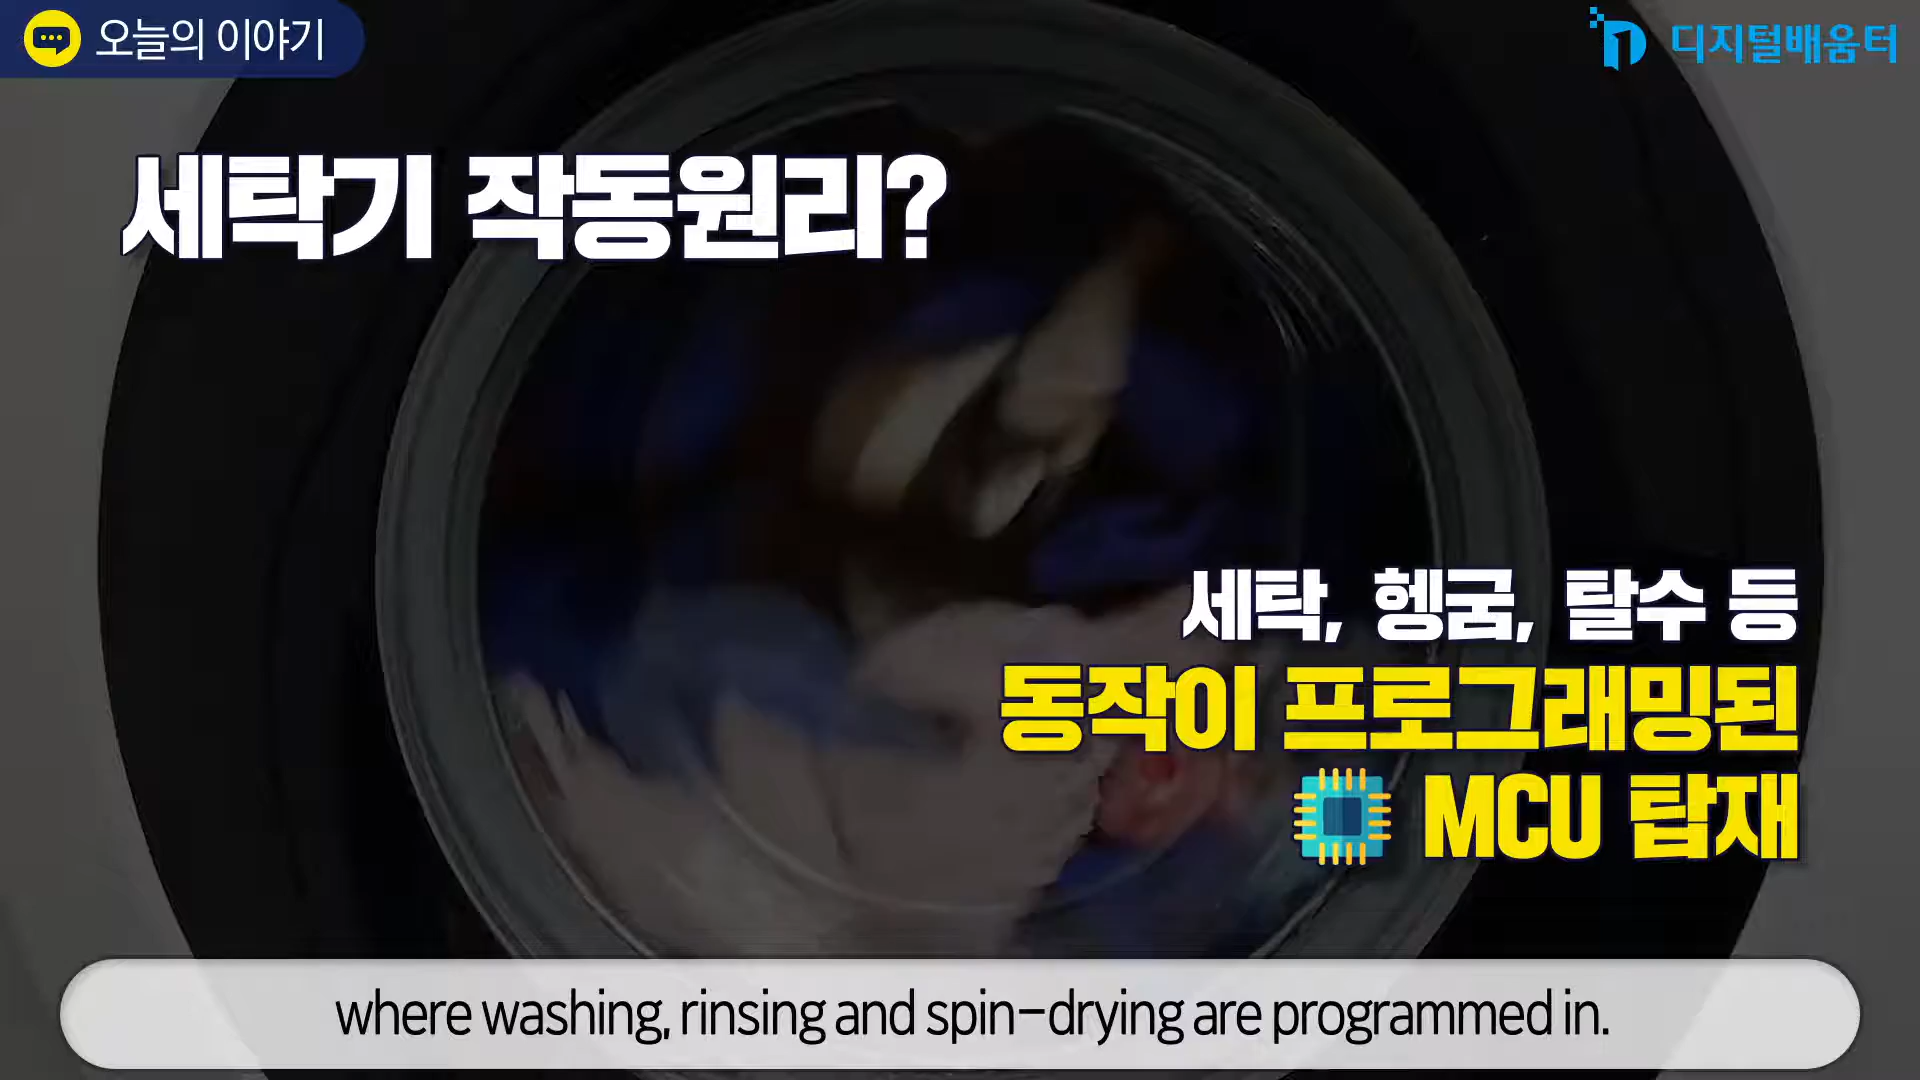 오늘의 이야기
디지털배움터
세탁기 작동원리?
세탁, 헹굼, 탈수 등
동작이 프로그래밍된
MCU 탑재
where washing, rinsing and spin-drying are programmed in.